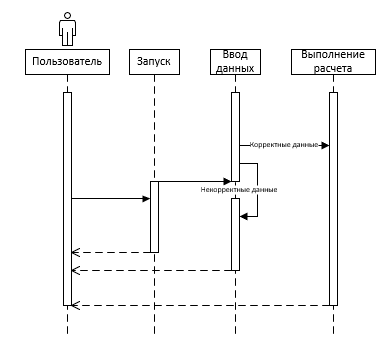 Пользователь
Запуск
Ввод
данных
Выполнение
расчета
Корректные данные
Некорректные данные